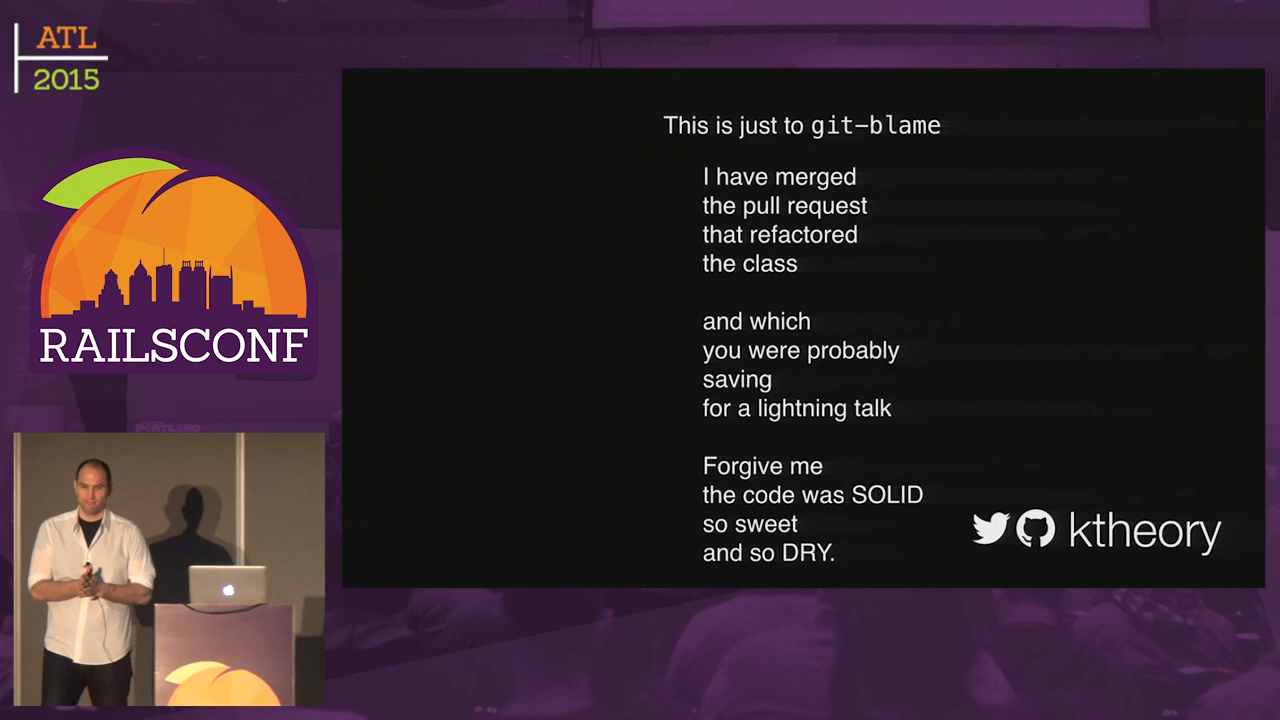 ATL
2015
RAILSCONF
This is just to git-blame
I have merged
the pull request
that refactored
the class
and which
you were probably
saving
for a lightning talk
Forgive me
the code was SOLID
so sweet
and so DRY.
ktheory